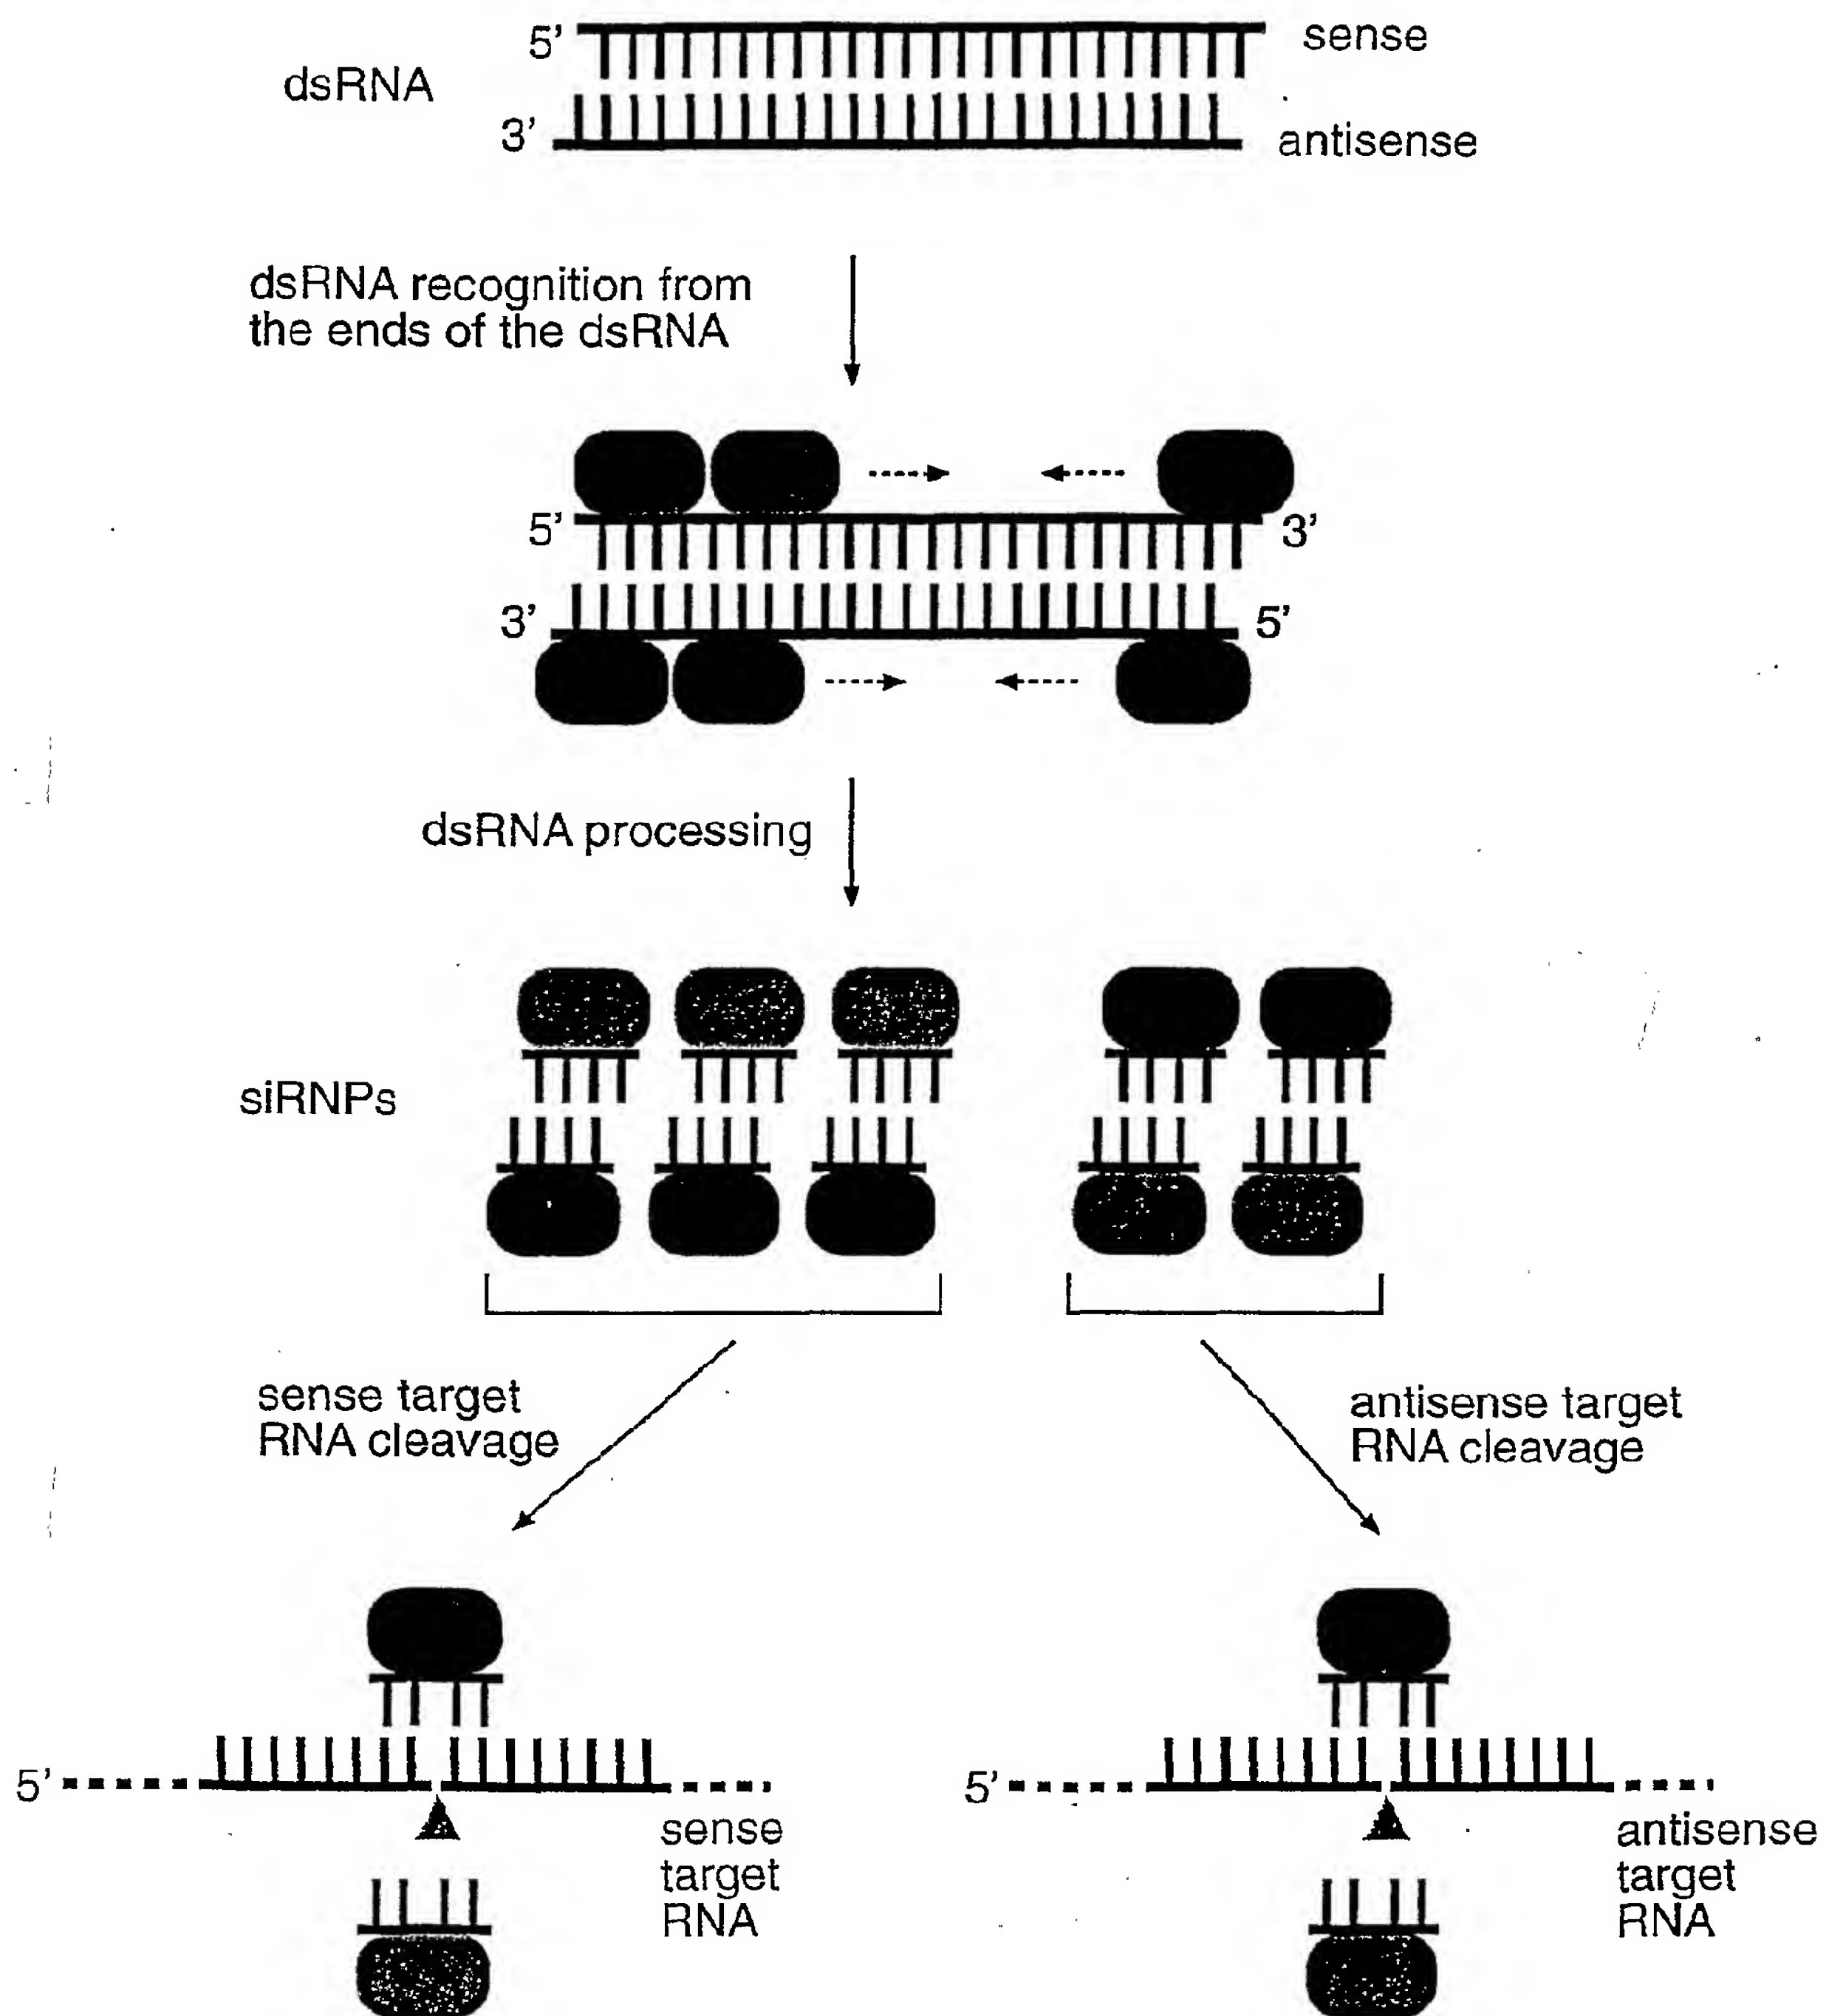 5' sense
dsRNA
3' antisense
dsRNA recognition from
the ends of the dsRNA
5' 3'
3' 5'
dsRNA processing
siRNPs
sense target
RNA cleavage
antisense target
RNA cleavage
5'
sense
target
RNA
5'
antisense
target
RNA